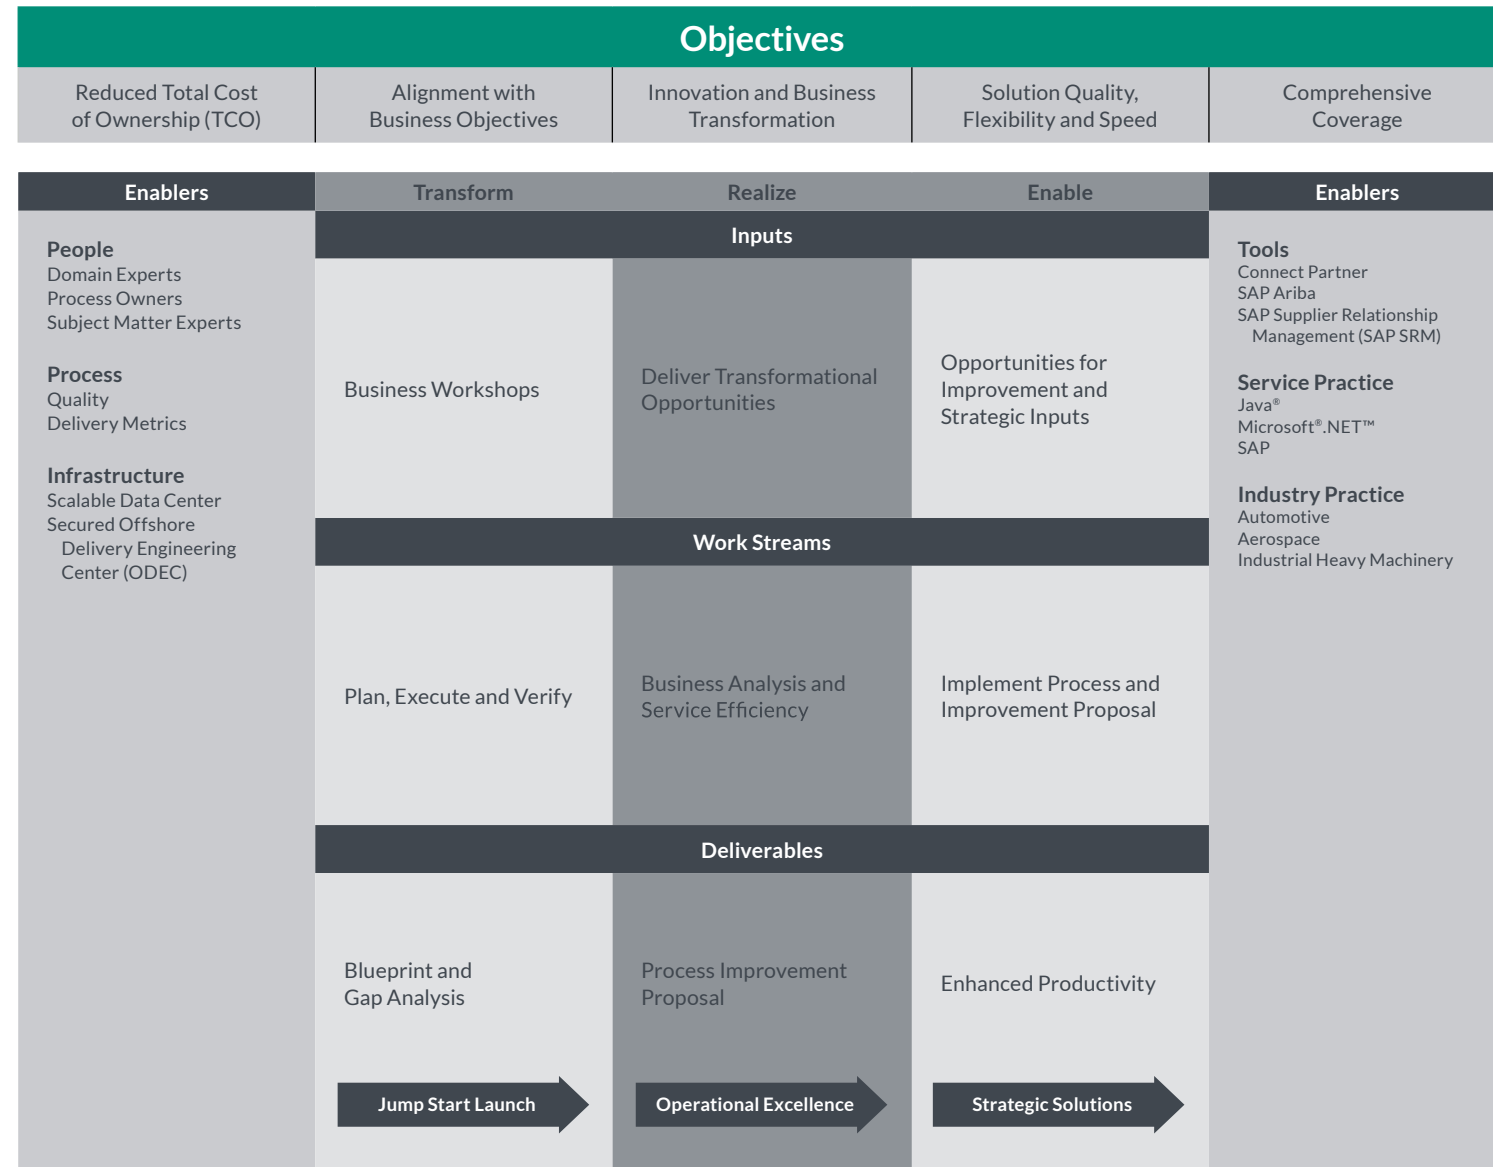 Objectives
Reduced Total Cost
of Ownership (TCO)
Alignment with
Business Objectives
Innovation and Business
Transformation
Solution Quality,
Flexibility and Speed
Comprehensive
Coverage
Enablers
People
Domain Experts
Process Owners
Subject Matter Experts
Process
Quality
Delivery Metrics
Infrastructure
Scalable Data Center
Secured Offshore
Delivery Engineering
Center (ODEC)
Transform
Realize
Enable
Inputs
Business Workshops
Deliver Transformational
Opportunities
Opportunities for
Improvement and
Strategic Inputs
Work Streams
Plan, Execute and Verify
Business Analysis and
Service Efficiency
Implement Process and
Improvement Proposal
Deliverables
Blueprint and
Gap Analysis
Process Improvement
Proposal
Enhanced Productivity
Jump Start Launch
Operational Excellence
Strategic Solutions
Enablers
Tools
Connect Partner
SAP Ariba
SAP Supplier Relationship
Management (SAP SRM)
Service Practice
Java®
Microsoft®.NET™
SAP
Industry Practice
Automotive
Aerospace
Industrial Heavy Machinery